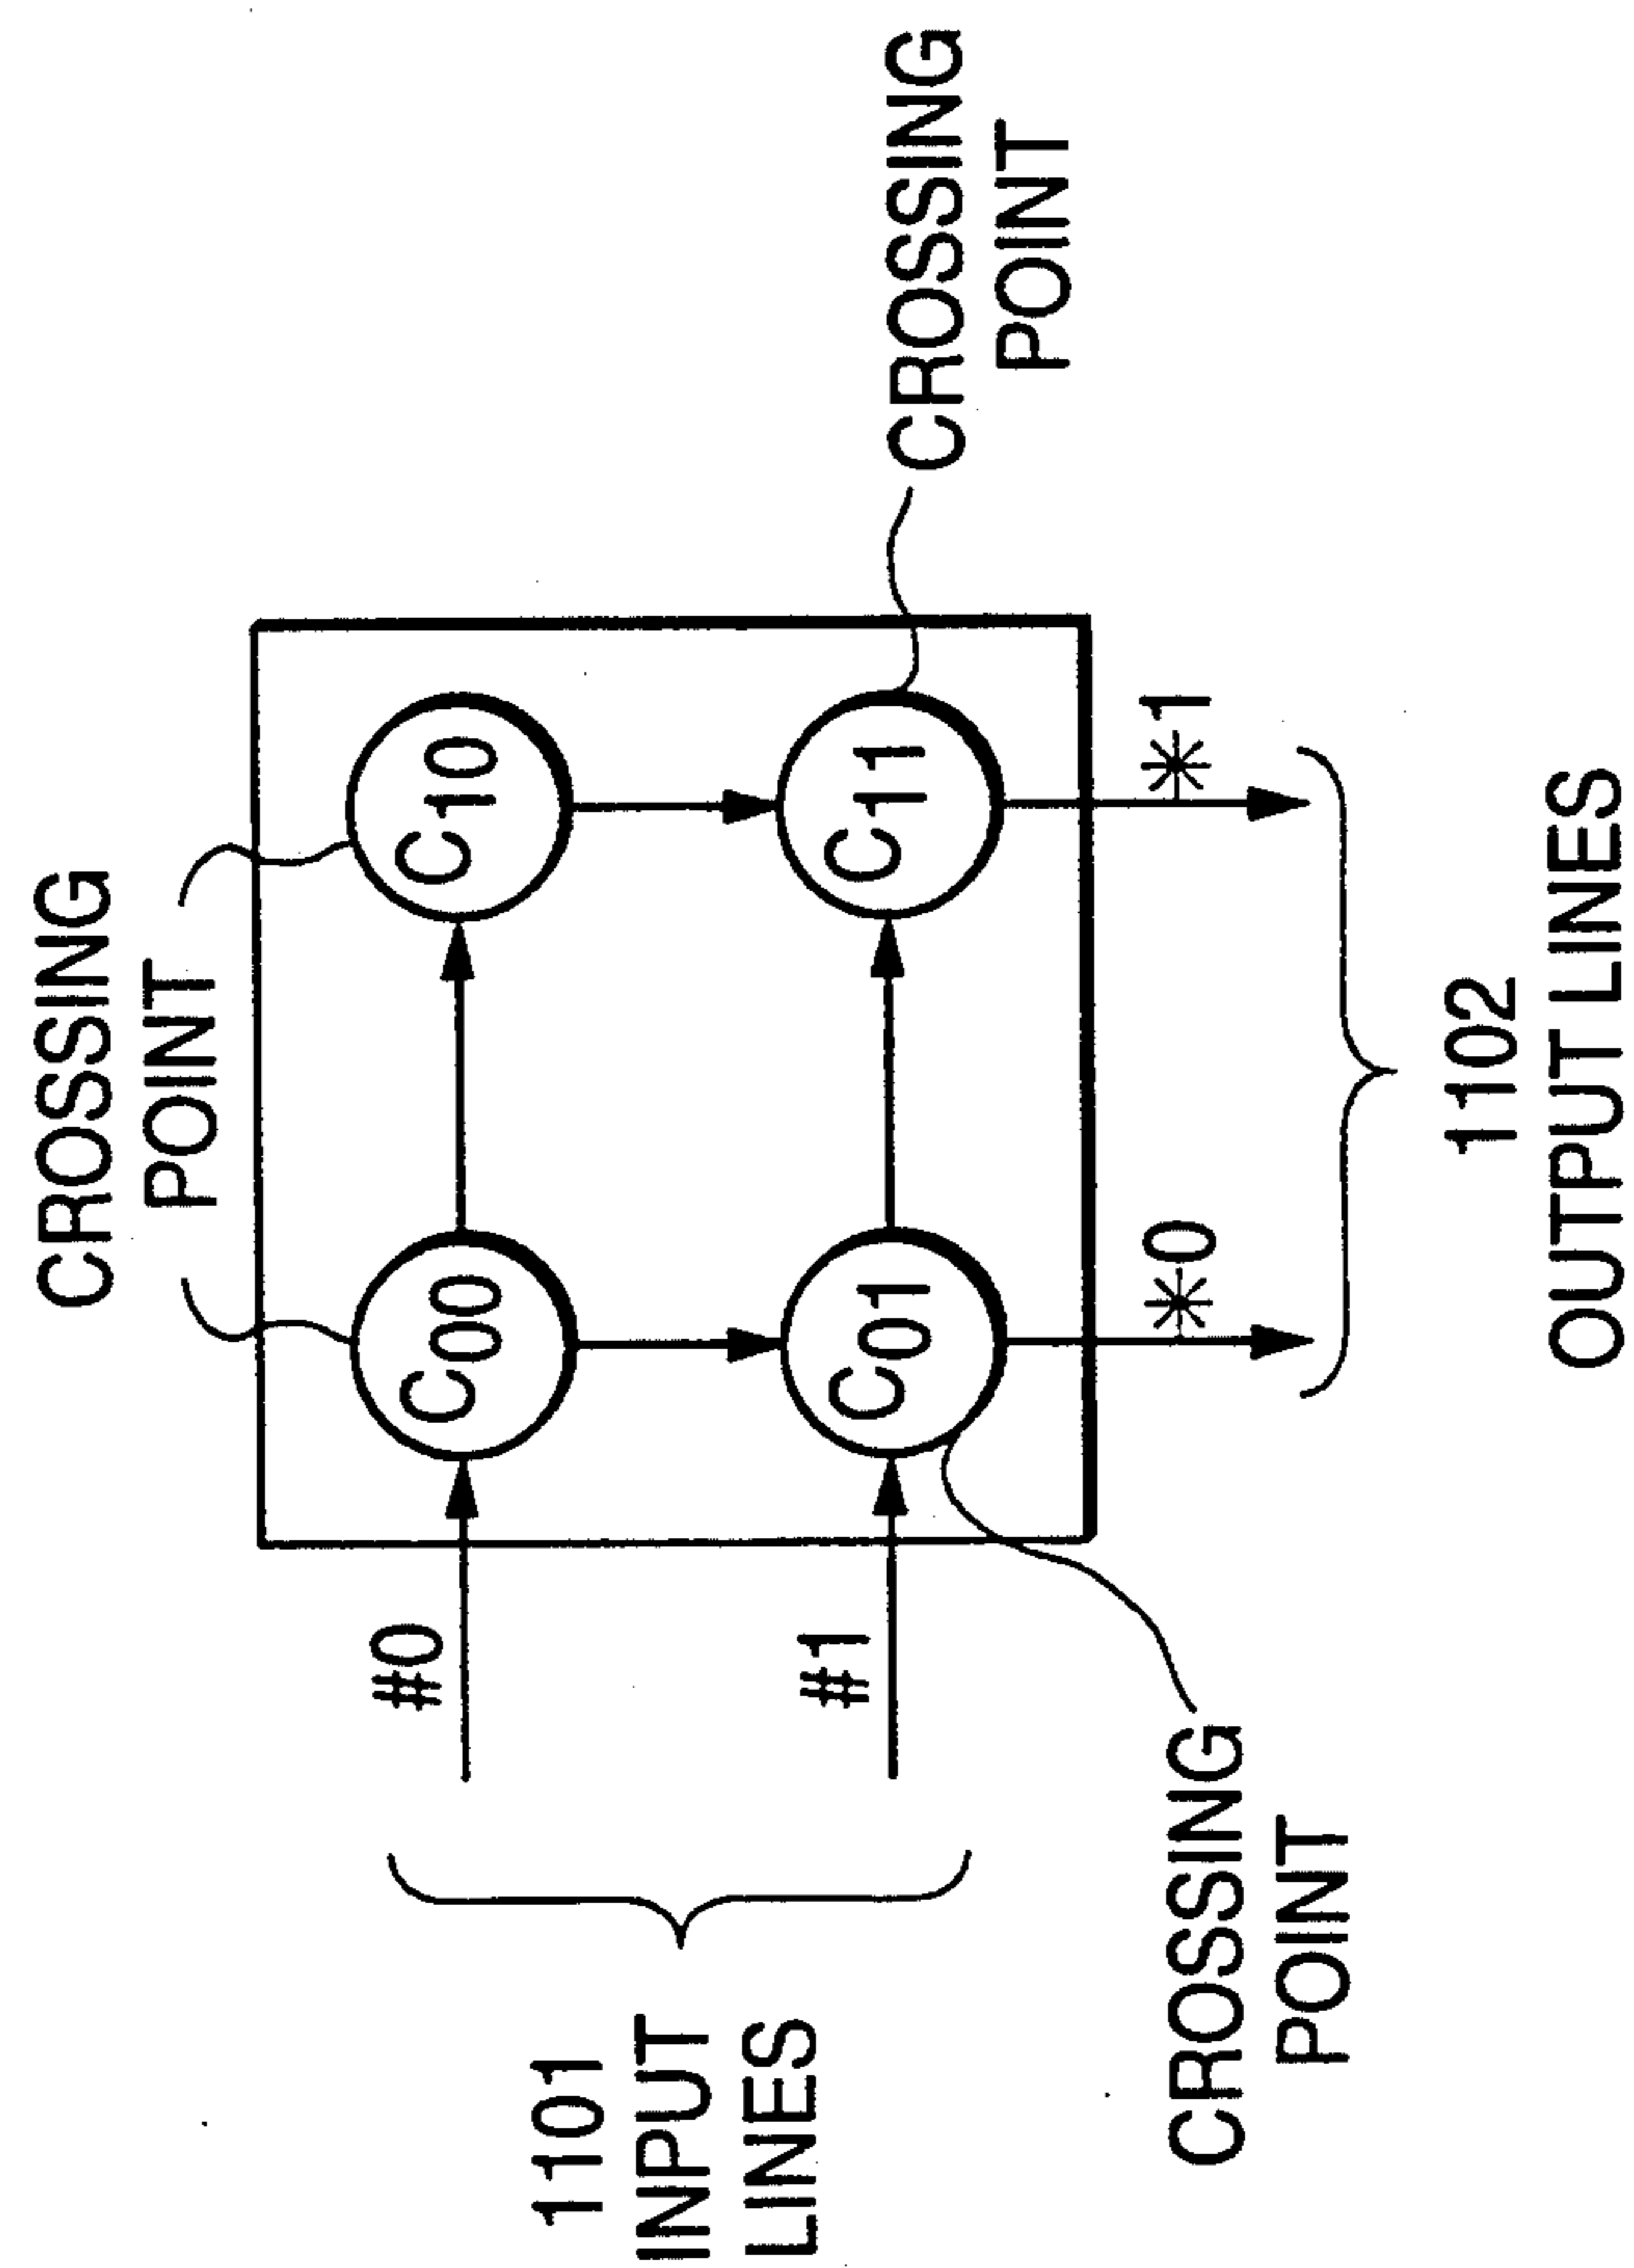 CROSSING
POINT
1101
INPUT
LINES
#0
C00
C10
#1
C01
C11
CROSSING
POINT
CROSSING
POINT
*0
*1
1102
OUTPUT LINES